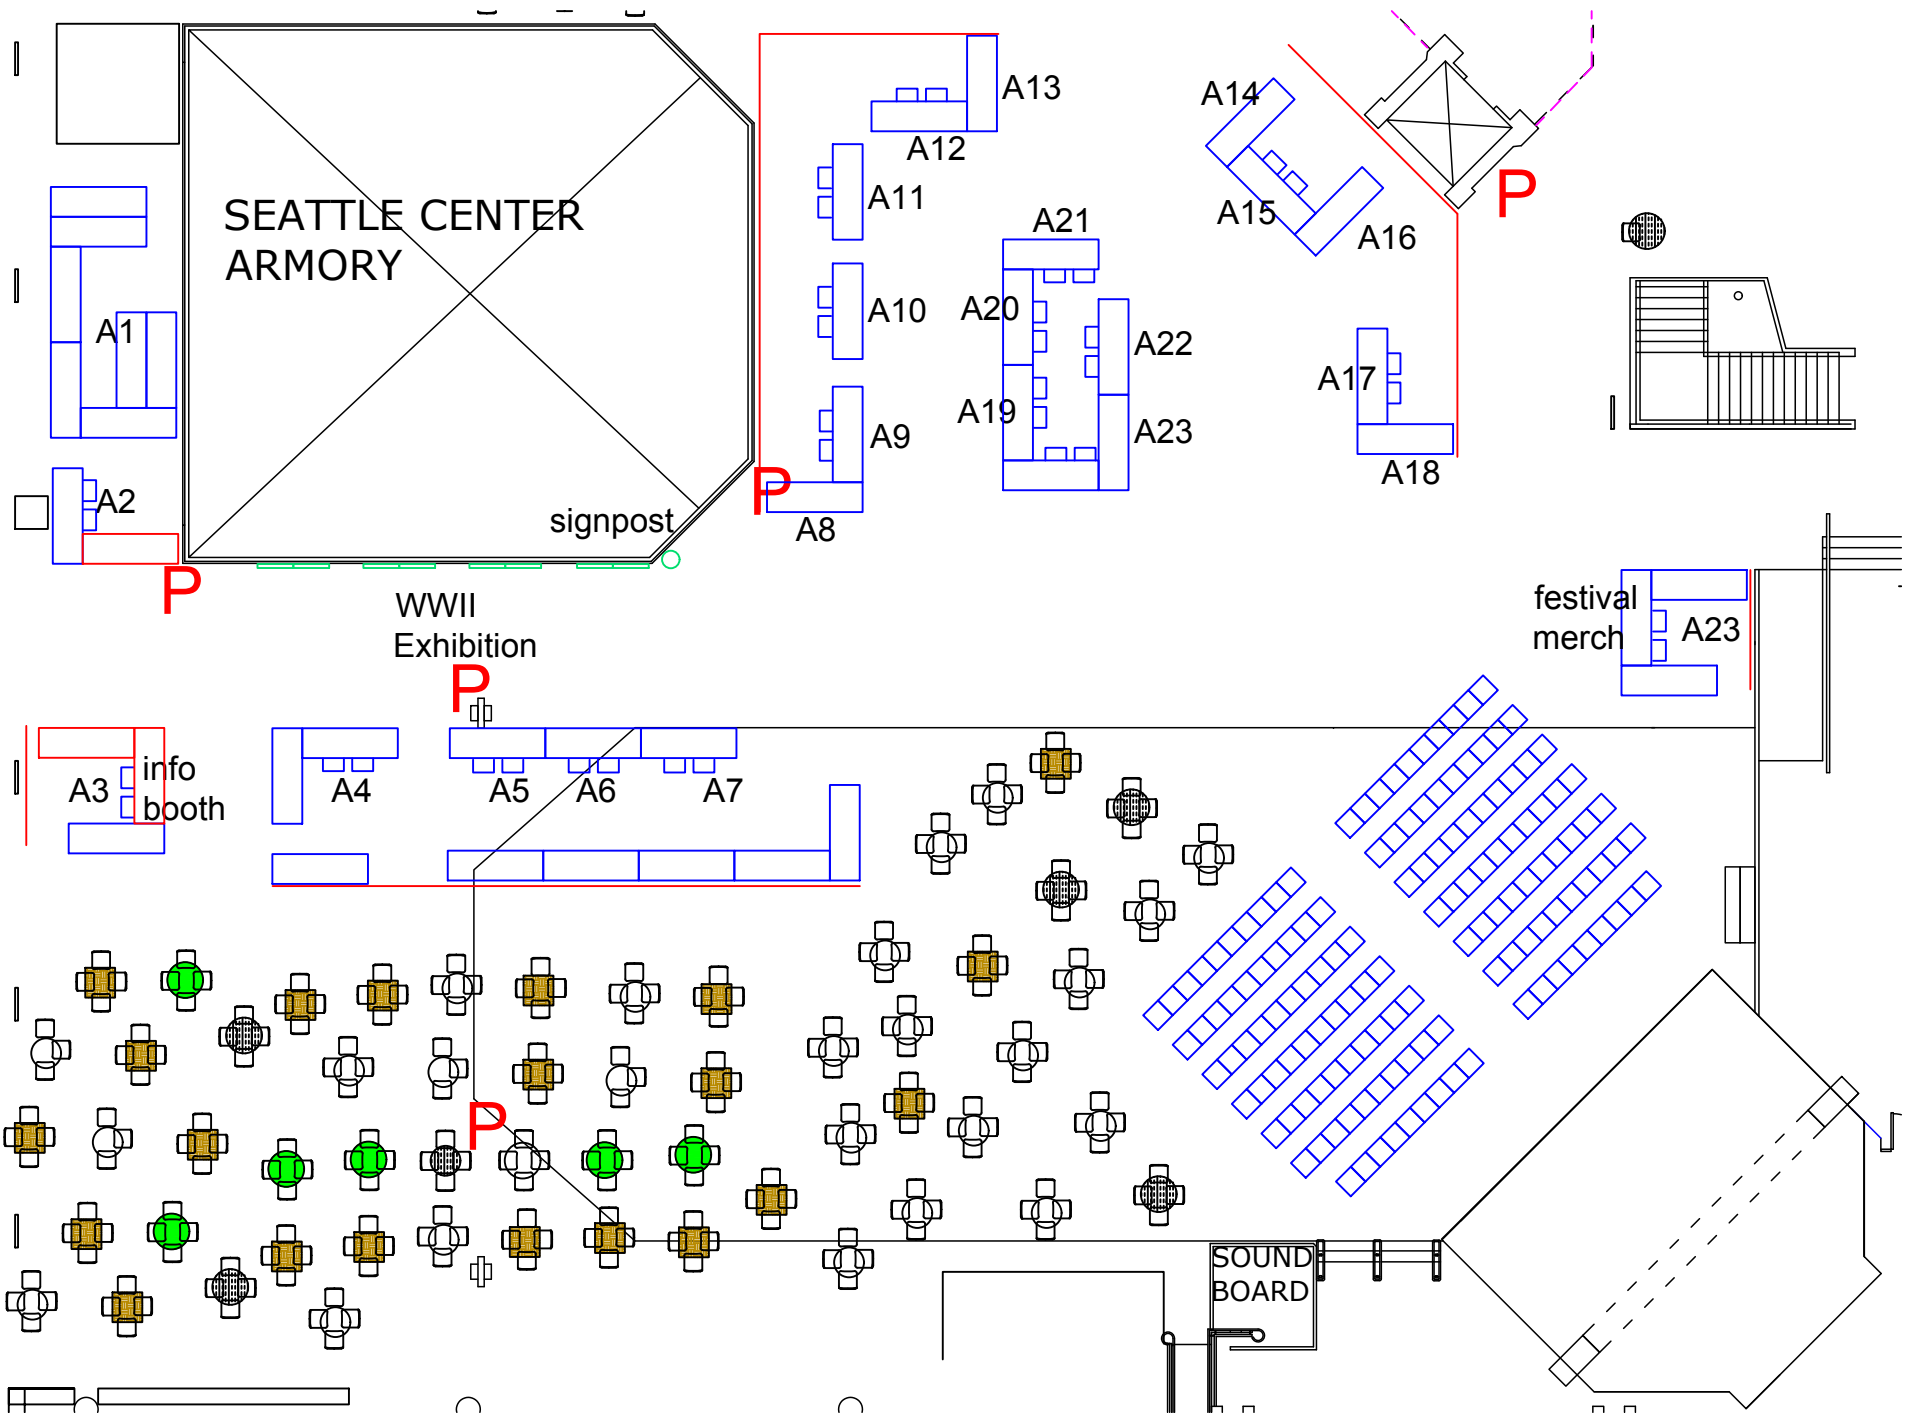 A13
A14
A12
P
SEATTLE CENTER
ARMORY
A11
A21
A15
A16
A10
A20
A1
A22
A17
A19
A9
A23
A18
A2
P
signpost
A8
P
WWII
Exhibition
festival
merch
A23
P
A3
info
booth
A4
A5
A6
A7
P
SOUND
BOARD